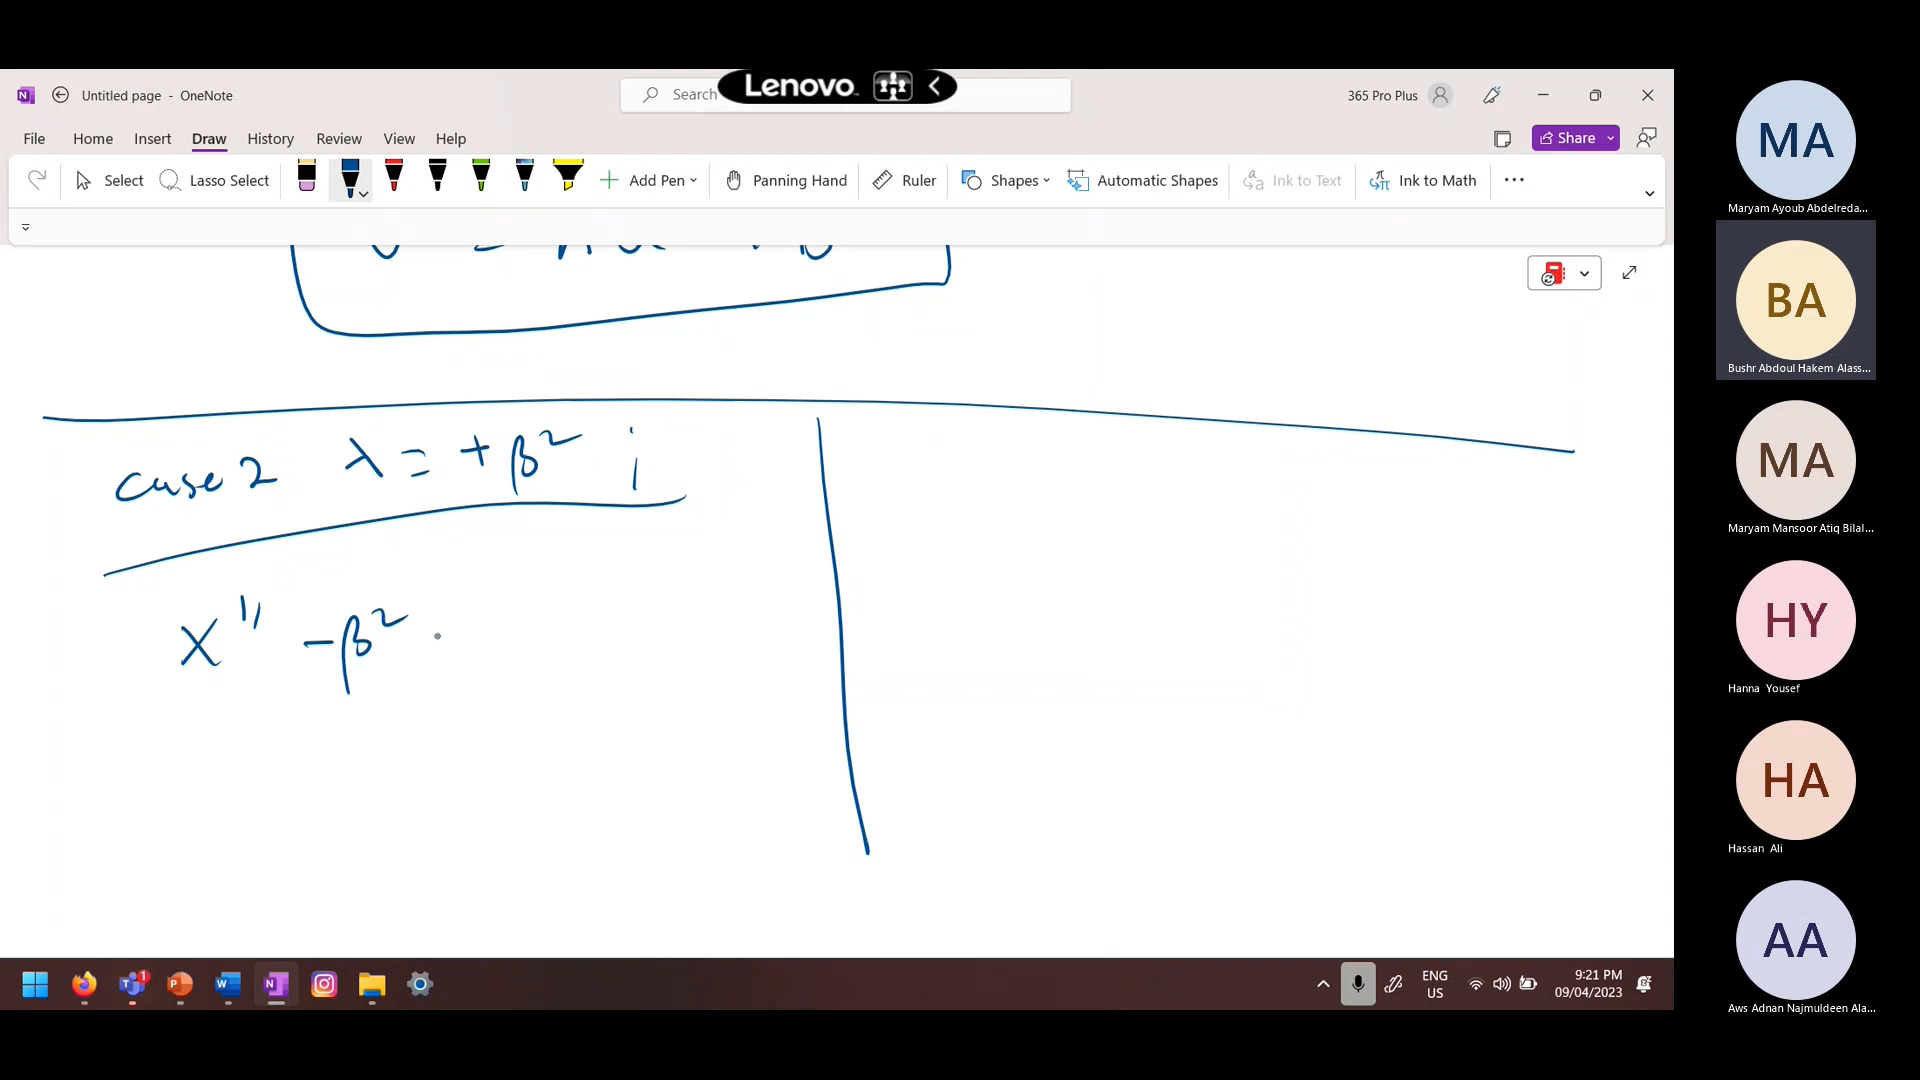 Lenovo
Untitled page - OneNote
Search
365 Pro Plus
File Home Insert Draw History Review View Help
Share
Select Lasso Select Add Pen Panning Hand Ruler Shapes Automatic Shapes Ink to Text Ink to Math ...
case 2 λ = + β² i
X'' - β²
MA
Maryam Ayoub Abdelreda...
BA
Bushr Abdoul Hakem Alass...
MA
Maryam Mansoor Atiq Bilal...
HY
Hanna Yousef
HA
Hassan Ali
AA
Aws Adnan Najmuldeen Ala...
ENG
US
9:21 PM
09/04/2023